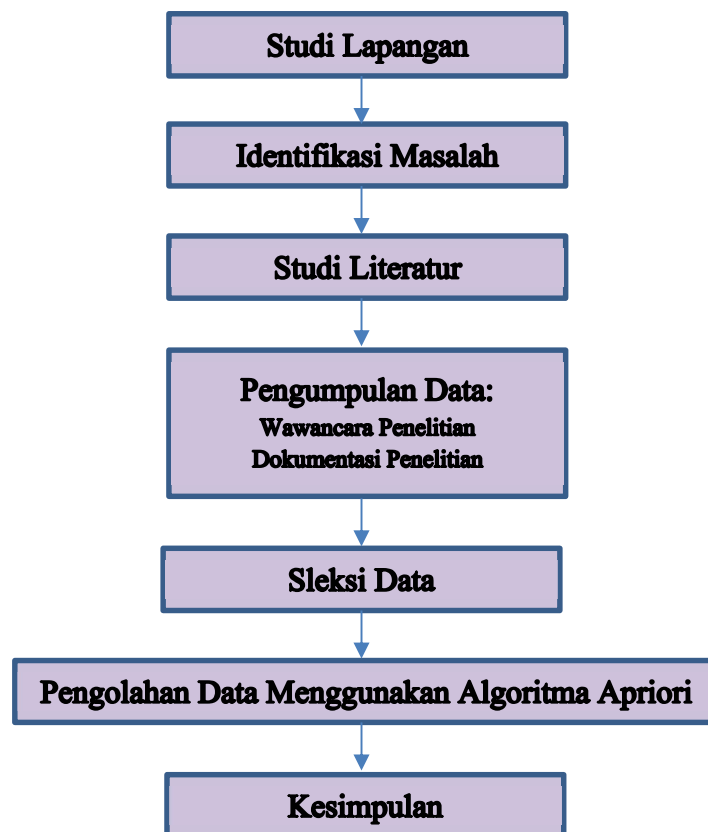 Studi Lapangan
Identifikasi Masalah
Studi Literatur
Pengumpulan Data:
Wawancara Penelitian
Dokumentasi Penelitian
Sleksi Data
Pengolahan Data Menggunakan Algoritma Apriori
Kesimpulan